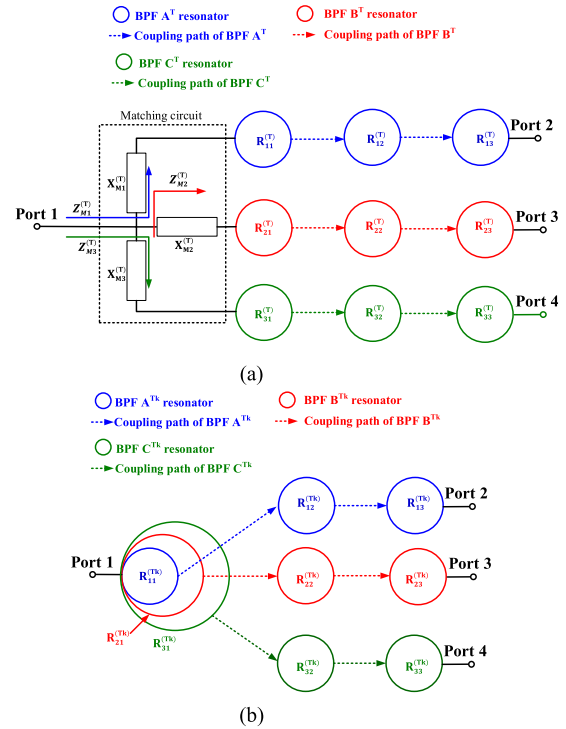 BPF A^T resonator
Coupling path of BPF A^T
BPF B^T resonator
Coupling path of BPF B^T
BPF C^T resonator
Coupling path of BPF C^T
Matching circuit
X_M1^(T)
Z_M1^(T)
Z_M2^(T)
X_M2^(T)
Z_M3^(T)
X_M3^(T)
Port 1
R_11^(T)
R_12^(T)
R_13^(T)
Port 2
R_21^(T)
R_22^(T)
R_23^(T)
Port 3
R_31^(T)
R_32^(T)
R_33^(T)
Port 4
(a)
BPF A^Tk resonator
Coupling path of BPF A^Tk
BPF B^Tk resonator
Coupling path of BPF B^Tk
BPF C^Tk resonator
Coupling path of BPF C^Tk
Port 1
R_11^(Tk)
R_21^(Tk)
R_31^(Tk)
R_12^(Tk)
R_13^(Tk)
Port 2
R_22^(Tk)
R_23^(Tk)
Port 3
R_32^(Tk)
R_33^(Tk)
Port 4
(b)